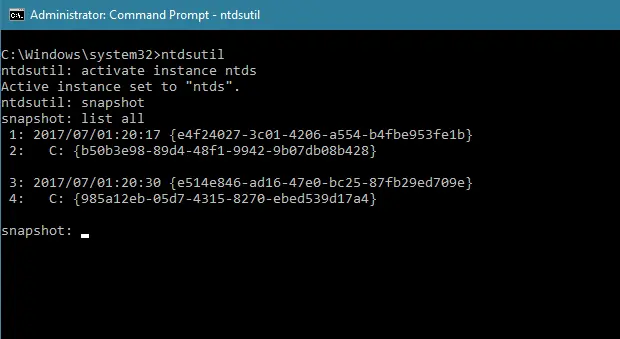 Administrator: Command Prompt - ntdsutil
C:\Windows\system32>ntdsutil
ntdsutil: activate instance ntds
Active instance set to "ntds".
ntdsutil: snapshot
snapshot: list all
1: 2017/07/01:20:17 {e4f24027-3c01-4206-a554-b4fbe953fe1b}
2: C: {b50b3e98-89d4-48f1-9942-9b07db08b428}
3: 2017/07/01:20:30 {e514e846-ad16-47e0-bc25-87fb29ed709e}
4: C: {985a12eb-05d7-4315-8270-ebed539d17a4}
snapshot: